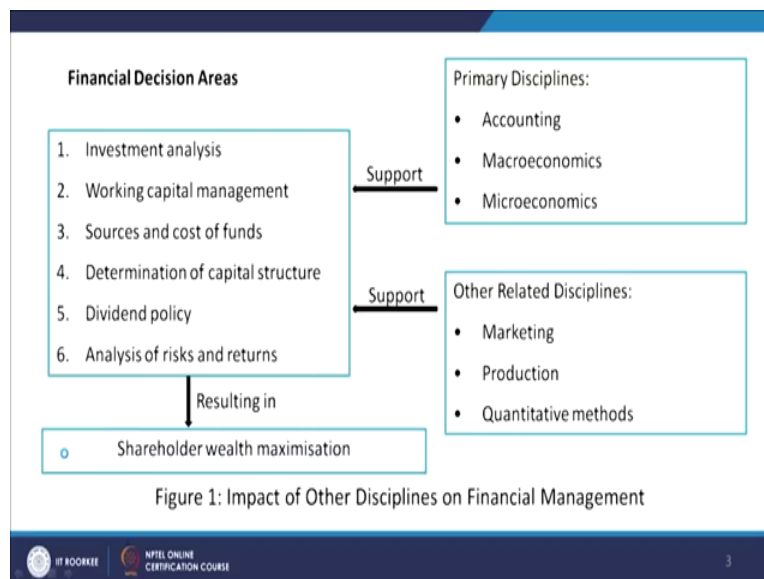 Financial Decision Areas
1. Investment analysis
2. Working capital management
3. Sources and cost of funds
4. Determination of capital structure
5. Dividend policy
6. Analysis of risks and returns
Support
Primary Disciplines:
• Accounting
• Macroeconomics
• Microeconomics
Support
Other Related Disciplines:
• Marketing
• Production
• Quantitative methods
Resulting in
Shareholder wealth maximisation
Figure 1: Impact of Other Disciplines on Financial Management
IIT ROORKEE
NPTEL ONLINE
CERTIFICATION COURSE
3